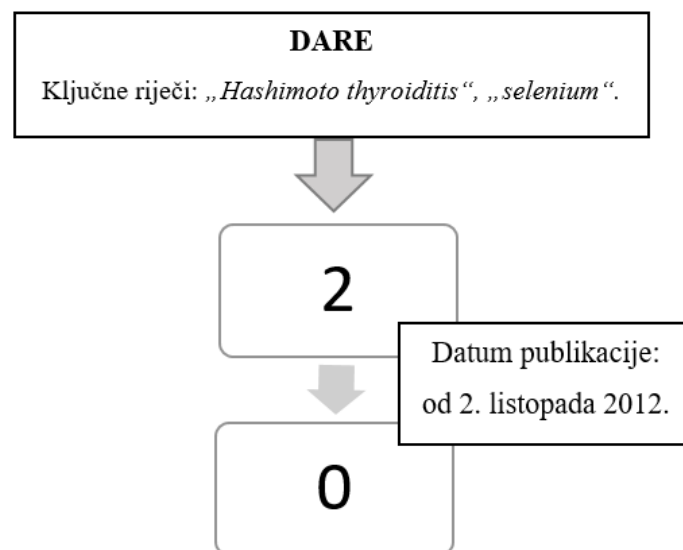 DARE
Ključne riječi: „Hashimoto thyroiditis“, „selenium“.
2
Datum publikacije:
od 2. listopada 2012.
0